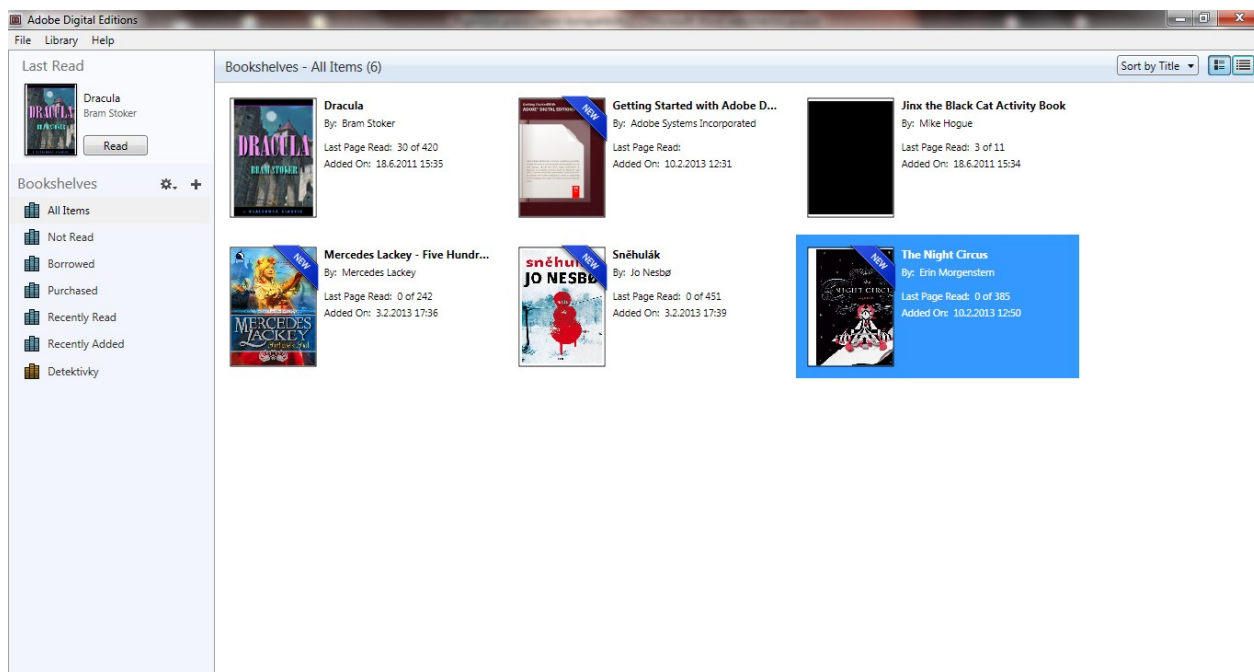 Adobe Digital Editions
File Library Help
Last Read
DRACULA
BRAM STOKER
Dracula
Bram Stoker
Read
Bookshelves
All Items
Not Read
Borrowed
Purchased
Recently Read
Recently Added
Detektivky
Bookshelves - All Items (6)
Sort by Title
DRACULA
BRAM STOKER
Dracula
By: Bram Stoker
Last Page Read: 30 of 420
Added On: 18.6.2011 15:35
NEW
Getting Started with Adobe D...
By: Adobe Systems Incorporated
Last Page Read:
Added On: 10.2.2013 12:31
Jinx the Black Cat Activity Book
By: Mike Hogue
Last Page Read: 3 of 11
Added On: 18.6.2011 15:34
NEW
MERCEDES
LACKEY
Mercedes Lackey - Five Hundr...
By: Mercedes Lackey
Last Page Read: 0 of 242
Added On: 3.2.2013 17:36
NEW
JO NESBØ
Sněhulák
By: Jo Nesbø
Last Page Read: 0 of 451
Added On: 3.2.2013 17:39
NEW
The Night Circus
By: Erin Morgenstern
Last Page Read: 0 of 385
Added On: 10.2.2013 12:50